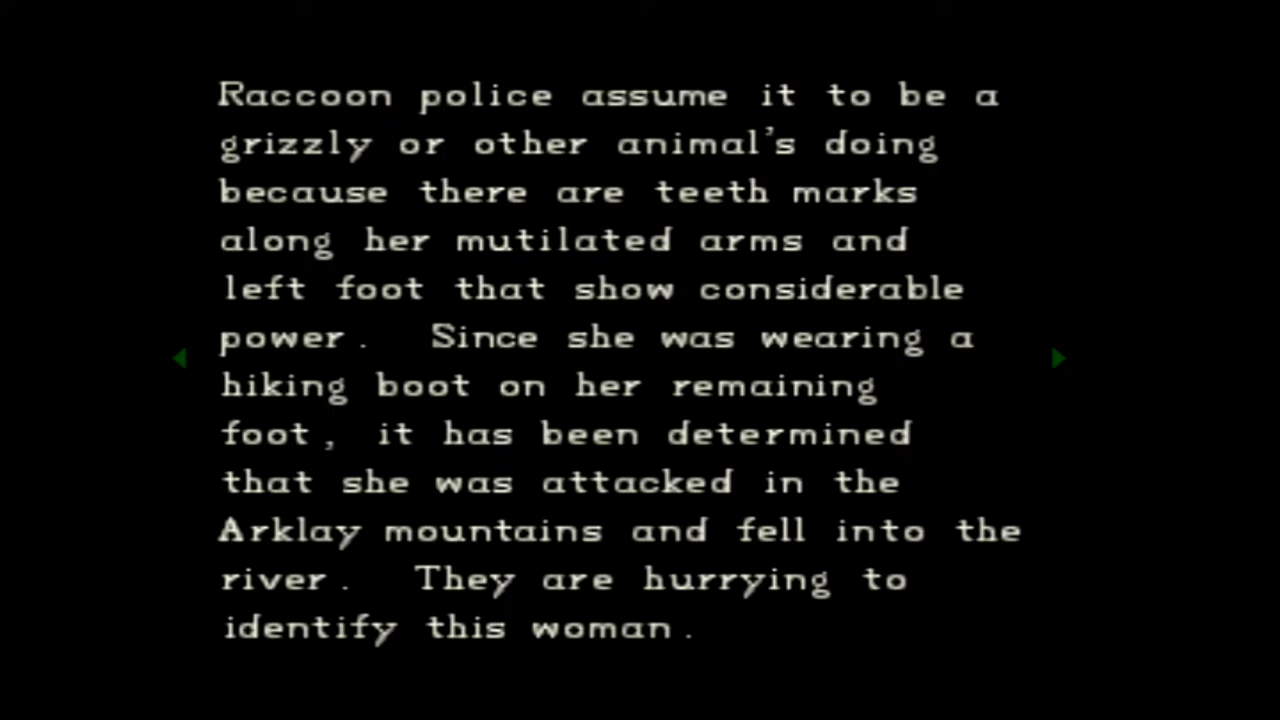 Raccoon police assume it to be a
grizzly or other animal's doing
because there are teeth marks
along her mutilated arms and
left foot that show considerable
power. Since she was wearing a
hiking boot on her remaining
foot, it has been determined
that she was attacked in the
Arklay mountains and fell into the
river. They are hurrying to
identify this woman.